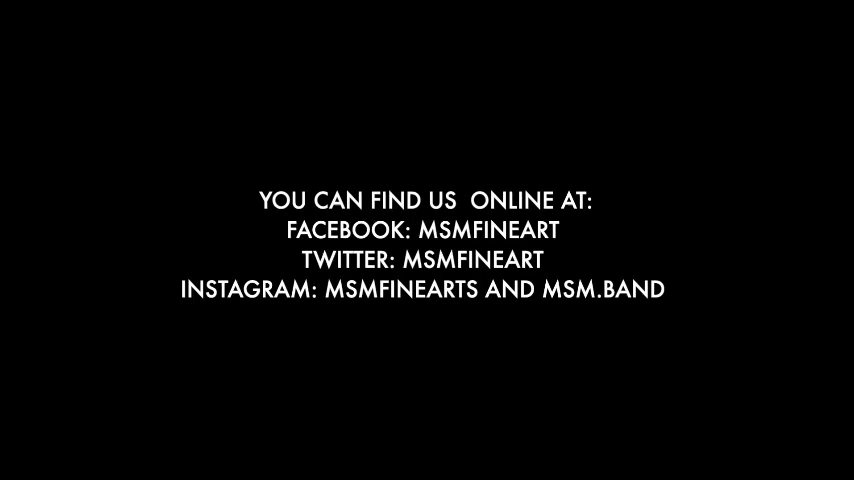 YOU CAN FIND US  ONLINE AT:
FACEBOOK: MSMFINEART
TWITTER: MSMFINEART
INSTAGRAM: MSMFINEARTS AND MSM.BAND